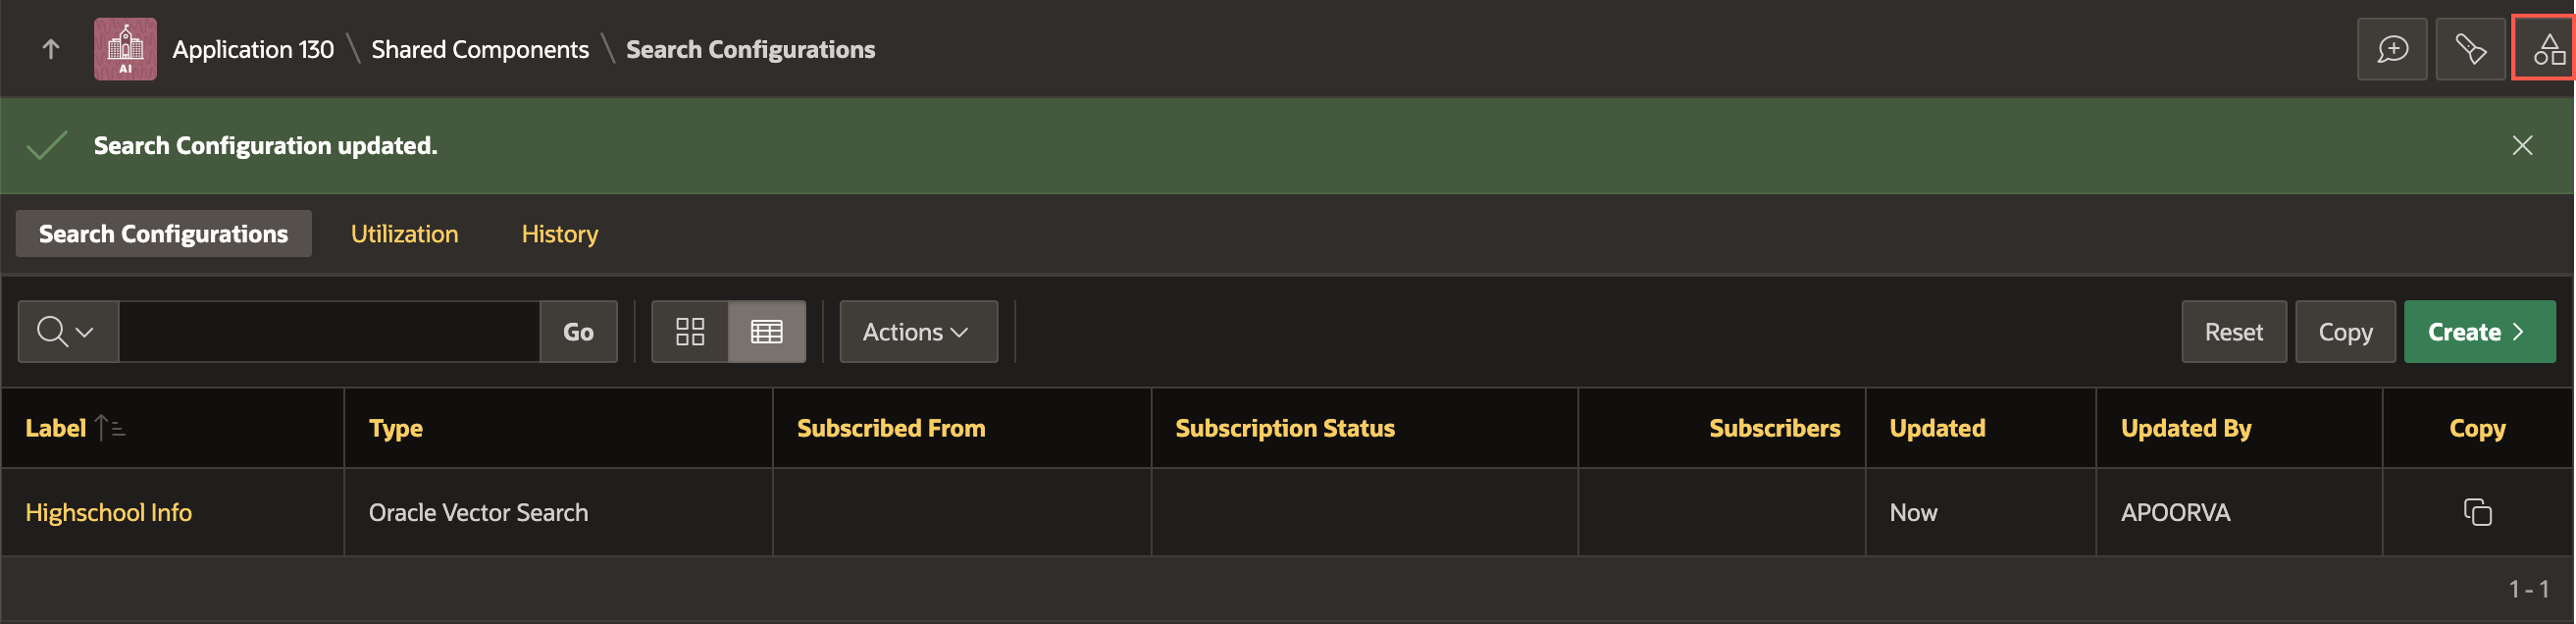 AI
Application 130 \ Shared Components \ Search Configurations
Search Configuration updated.
Search Configurations Utilization History
Go Actions Reset Copy Create
Label Type Subscribed From Subscription Status Subscribers Updated Updated By Copy
Highschool Info Oracle Vector Search Now APOORVA
1 - 1